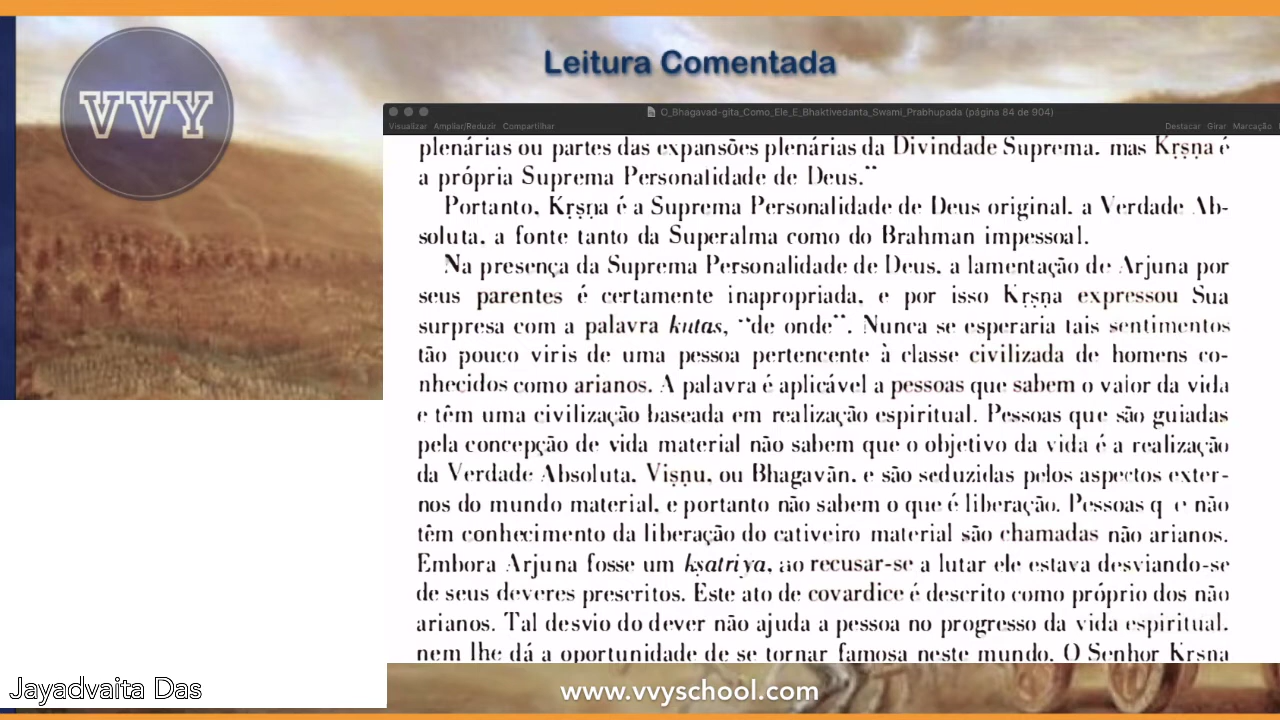 VVY
Leitura Comentada
O_Bhagavad-gita_Como_Ele_E_Bhaktivedanta_Swami_Prabhupada (página 84 de 904)
Visualizar Ampliar/Reduzir Compartilhar
Destacar Girar Marcação
plenárias ou partes das expansões plenárias da Divindade Suprema, mas Kṛṣṇa é
a própria Suprema Personalidade de Deus.”
Portanto, Kṛṣṇa é a Suprema Personalidade de Deus original, a Verdade Ab-
soluta, a fonte tanto da Superalma como do Brahman impessoal.
Na presença da Suprema Personalidade de Deus, a lamentação de Arjuna por
seus parentes é certamente inapropriada, e por isso Kṛṣṇa expressou Sua
surpresa com a palavra kutas, “de onde”. Nunca se esperaria tais sentimentos
tão pouco viris de uma pessoa pertencente à classe civilizada de homens co-
nhecidos como arianos. A palavra é aplicável a pessoas que sabem o valor da vida
e têm uma civilização baseada em realização espiritual. Pessoas que são guiadas
pela concepção de vida material não sabem que o objetivo da vida é a realização
da Verdade Absoluta, Viṣṇu, ou Bhagavān, e são seduzidas pelos aspectos exter-
nos do mundo material, e portanto não sabem o que é liberação. Pessoas q e não
têm conhecimento da liberação do cativeiro material são chamadas não arianos.
Embora Arjuna fosse um kṣatriya, ao recusar-se a lutar ele estava desviando-se
de seus deveres prescritos. Este ato de covardice é descrito como próprio dos não
arianos. Tal desvio do dever não ajuda a pessoa no progresso da vida espiritual,
nem lhe dá a oportunidade de se tornar famosa neste mundo. O Senhor Kṛṣṇa
Jayadvaita Das
www.vvyschool.com